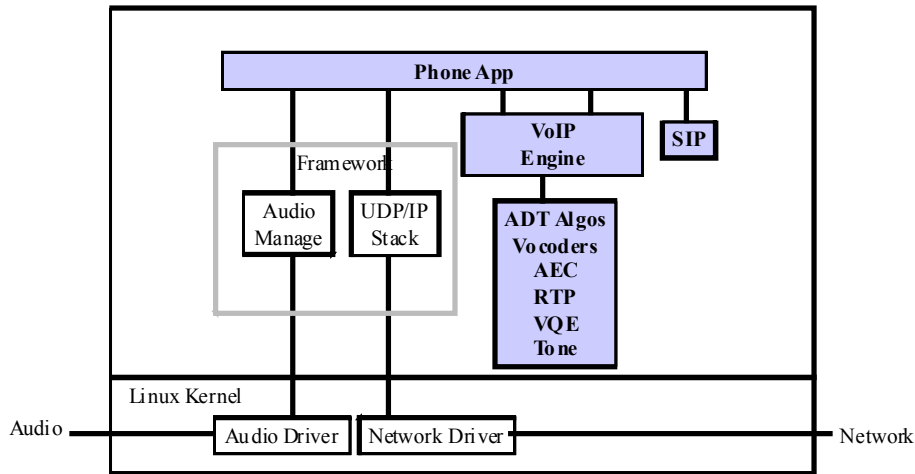 Phone App
VoIP
Engine
SIP
Framework
Audio
Manage
UDP/IP
Stack
ADT Algos
Vocoders
AEC
RTP
VQE
Tone
Linux Kernel
Audio
Audio Driver
Network Driver
Network